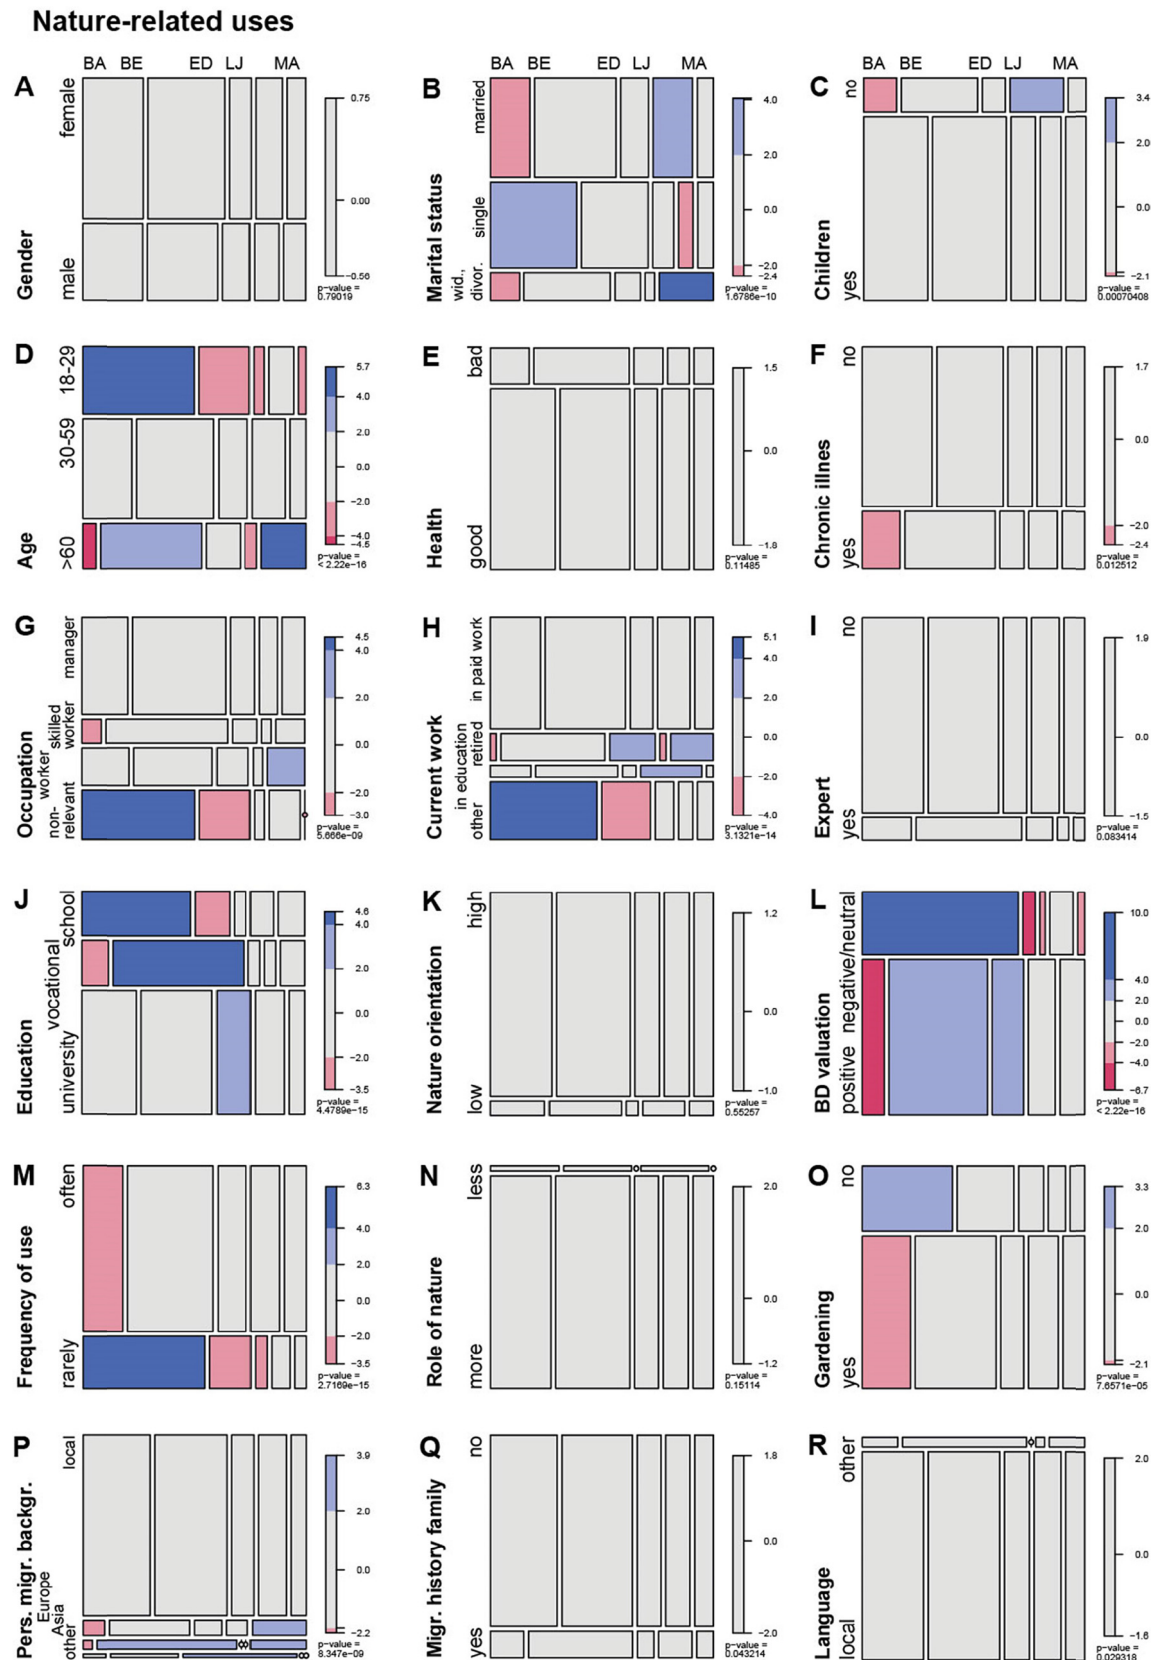 Nature-related uses
BA BE ED LJ MA
BA BE ED LJ MA
BA BE ED LJ MA
A
Gender
female
male
0.75
0.00
-0.56
p-value =
0.79019
B
Marital status
married
single
wid.,
divor.
4.0
2.0
0.0
-2.0
-2.4
p-value =
1.6786e-10
C
Children
no
yes
3.4
2.0
0.0
-2.1
p-value =
0.00070408
D
Age
18-29
30-59
>60
5.7
4.0
2.0
0.0
-2.0
-4.0
-4.5
p-value =
< 2.22e-16
E
Health
bad
good
1.5
0.0
-1.8
p-value =
0.11485
F
Chronic illnes
no
yes
1.7
0.0
-2.0
-2.4
p-value =
0.012512
G
Occupation
manager
skilled
worker
worker
non-
relevant
4.5
4.0
2.0
0.0
-2.0
-3.0
p-value =
5.666e-09
H
Current work
in paid work
retired
in education
other
5.1
4.0
2.0
0.0
-2.0
-4.0
p-value =
3.1321e-14
I
Expert
no
yes
1.9
0.0
-1.5
p-value =
0.083414
J
Education
school
vocational
university
4.6
4.0
2.0
0.0
-2.0
-3.5
p-value =
4.4789e-15
K
Nature orientation
high
low
1.2
0.0
-1.0
p-value =
0.55257
L
BD valuation
negative/neutral
positive
10.0
4.0
2.0
0.0
-2.0
-4.0
-6.7
p-value =
< 2.22e-16
M
Frequency of use
often
rarely
6.3
4.0
2.0
0.0
-2.0
-3.5
p-value =
2.7169e-15
N
Role of nature
less
more
2.0
0.0
-1.2
p-value =
0.15114
O
Gardening
no
yes
3.3
2.0
0.0
-2.1
p-value =
7.6571e-05
P
Pers. migr. backgr.
local
Europe
Asia
other
3.9
2.0
0.0
-2.2
p-value =
8.347e-09
Q
Migr. history family
no
yes
1.8
0.0
-2.0
p-value =
0.043214
R
Language
other
local
2.0
0.0
-1.6
p-value =
0.029318